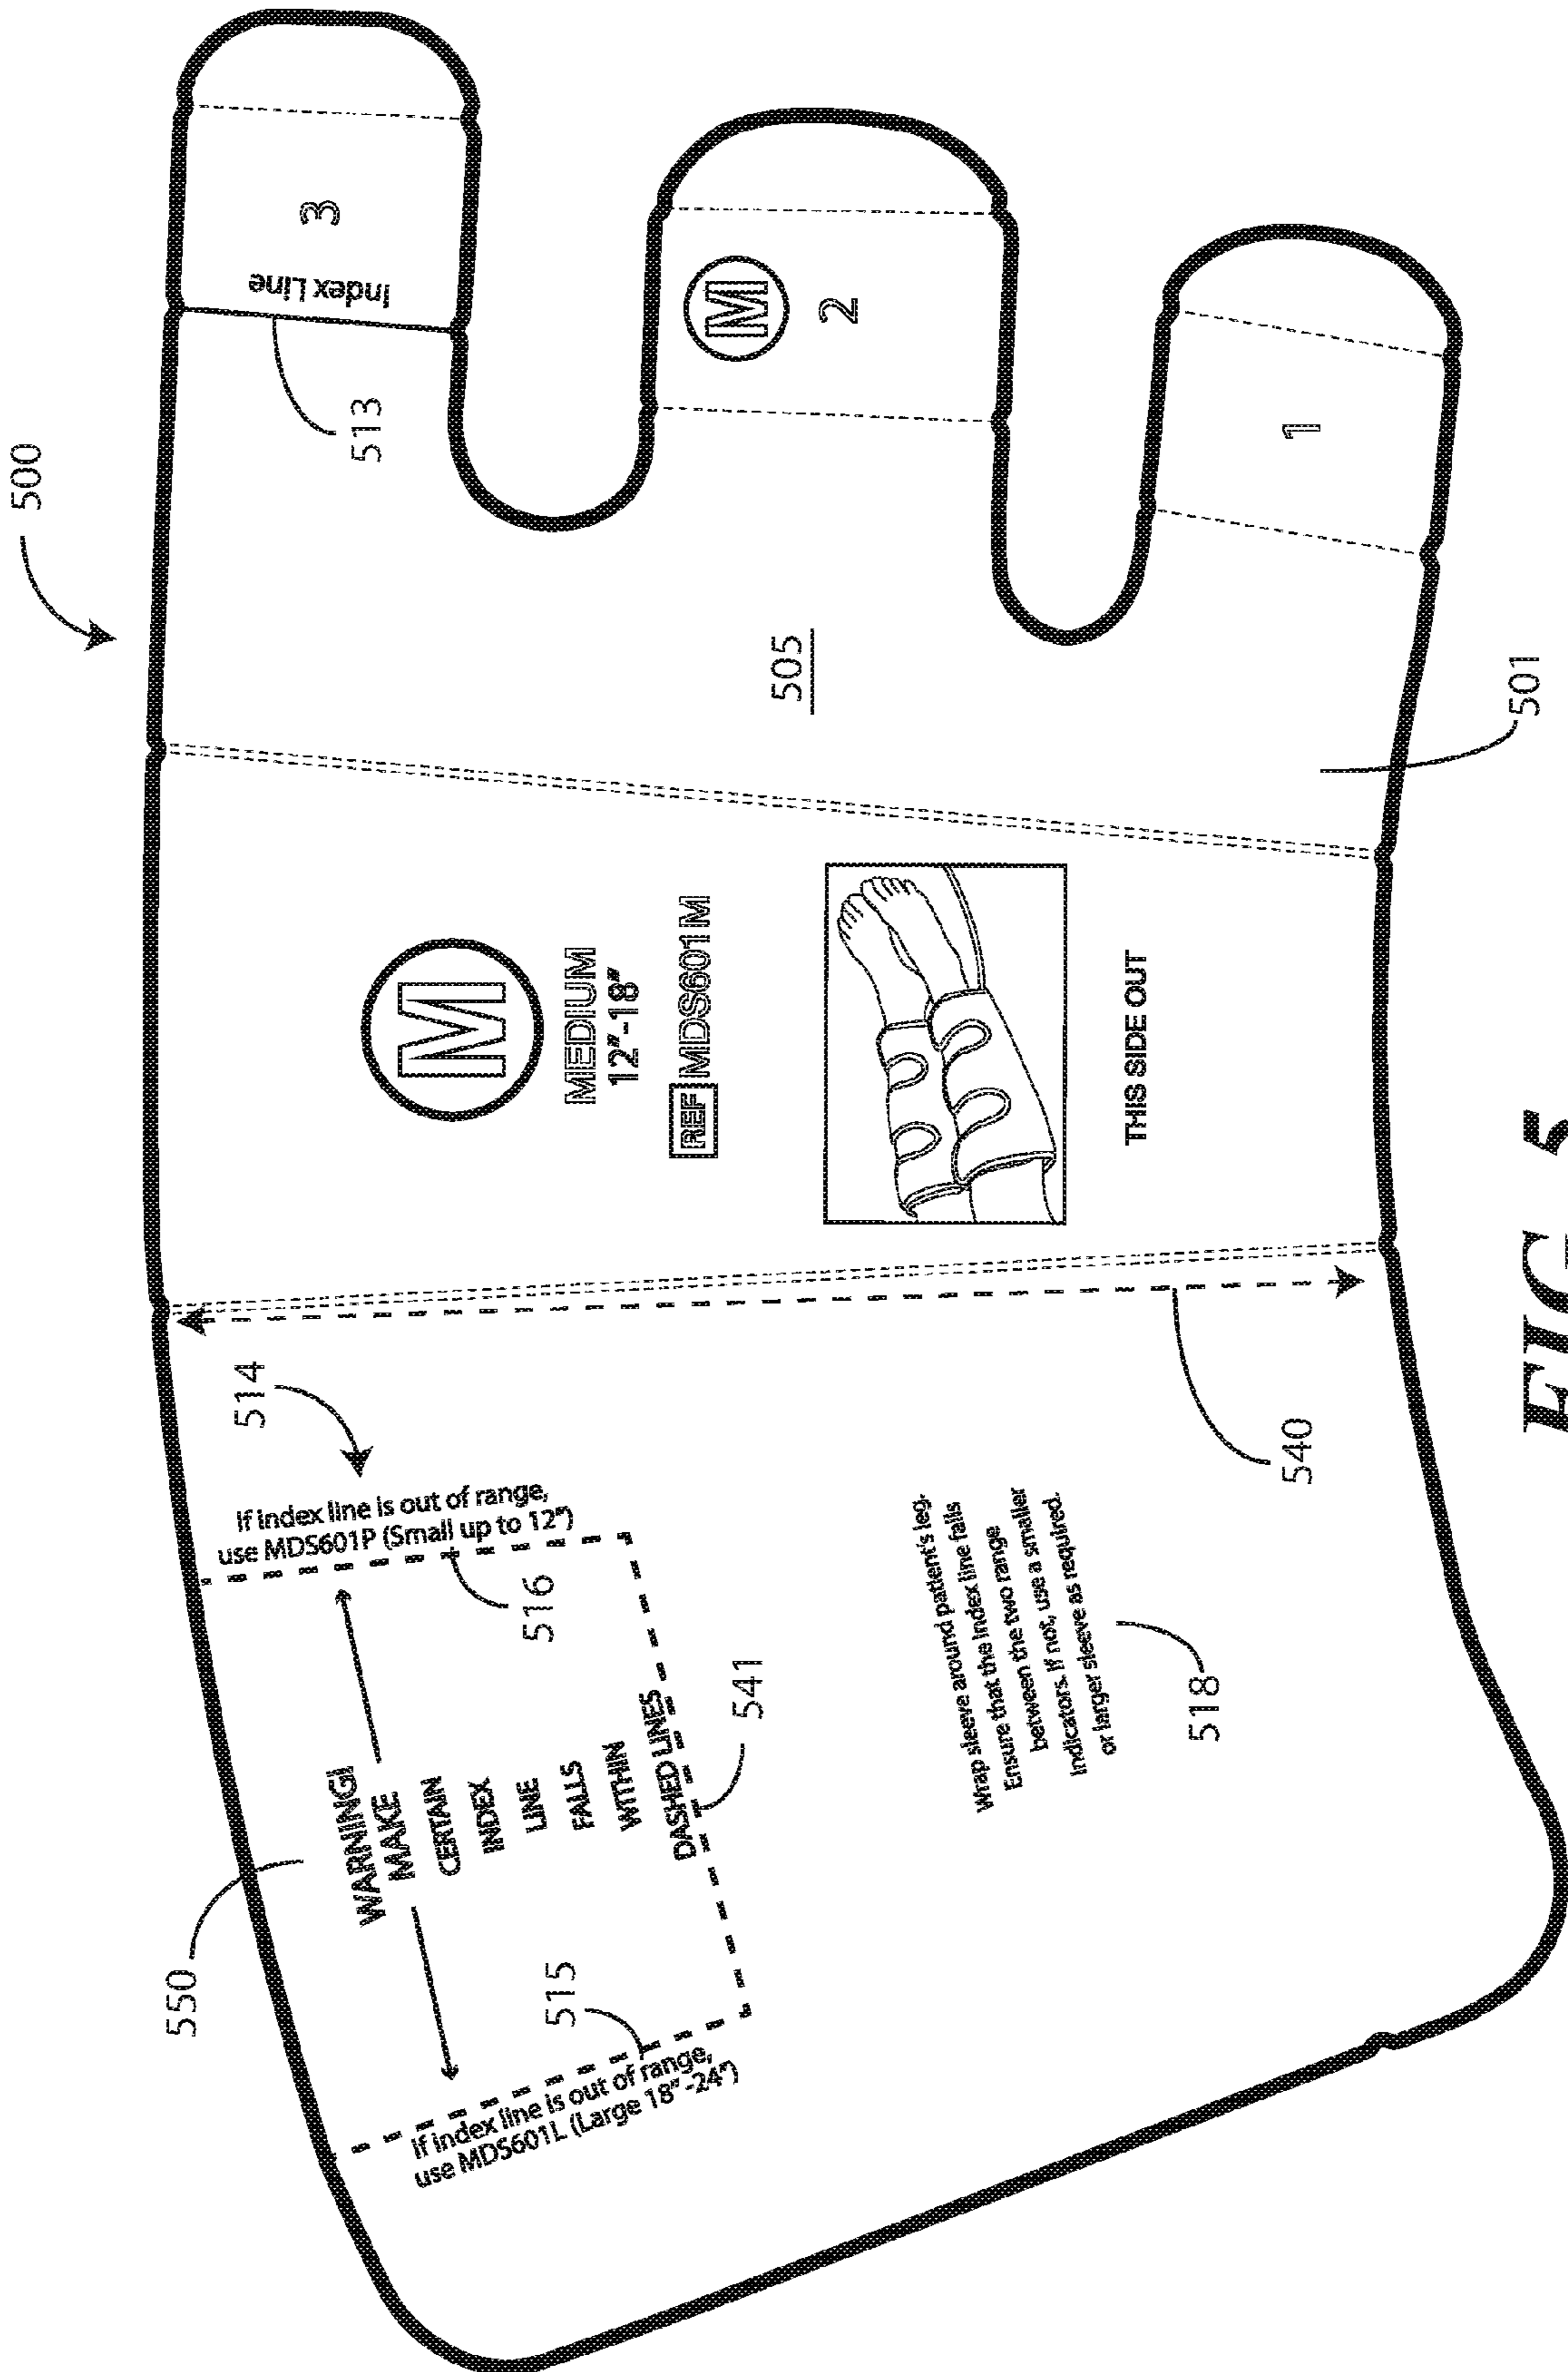 500
3
Index Line
513
M
2
1
505
501
M
MEDIUM
12"-18"
REF MDS601M
THIS SIDE OUT
514
If index line is out of range,
use MDS601P (Small up to 12")
516
540
550
WARNING!
MAKE
CERTAIN
INDEX
LINE
FALLS
WITHIN
DASHED LINES
541
515
If index line is out of range,
use MDS601L (Large 18"-24")
Wrap sleeve around patient's leg.
Ensure that the Index line falls
between the two range
indicators. If not, use a smaller
or larger sleeve as required.
518
FIG. 5